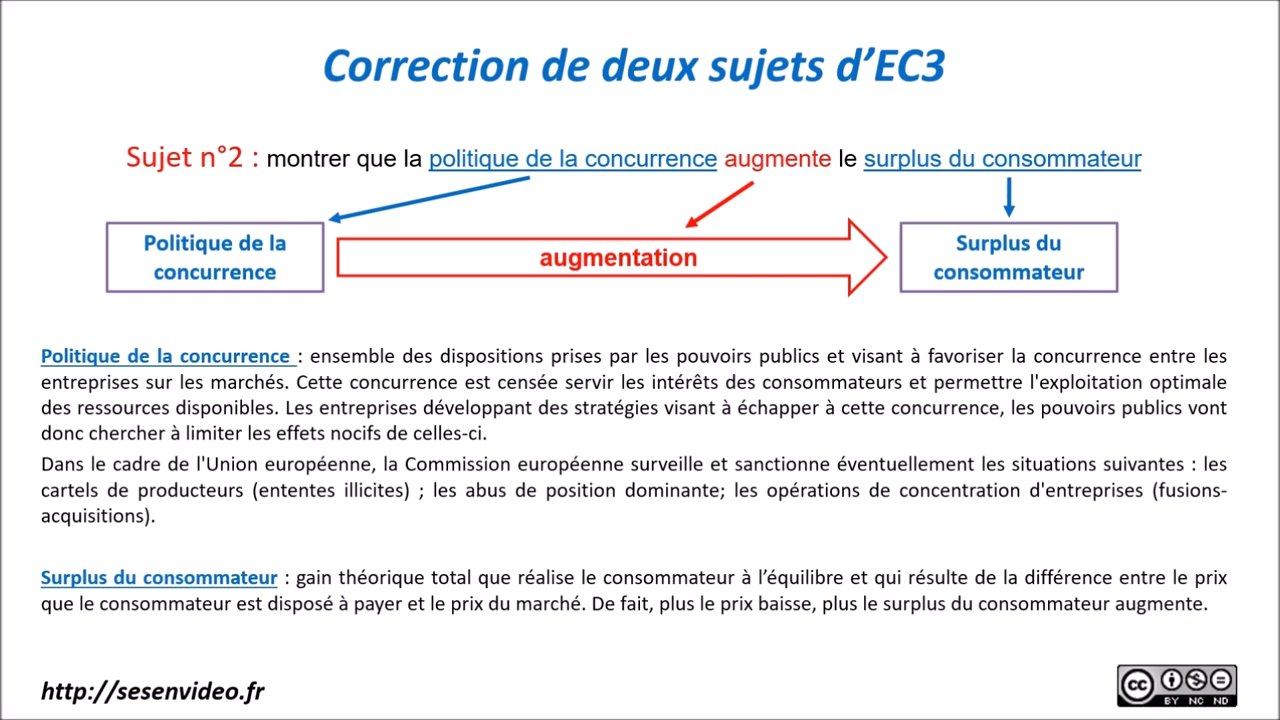 Correction de deux sujets d’EC3
Sujet n°2 : montrer que la politique de la concurrence augmente le surplus du consommateur
Politique de la
concurrence
augmentation
Surplus du
consommateur
Politique de la concurrence : ensemble des dispositions prises par les pouvoirs publics et visant à favoriser la concurrence entre les
entreprises sur les marchés. Cette concurrence est censée servir les intérêts des consommateurs et permettre l'exploitation optimale
des ressources disponibles. Les entreprises développant des stratégies visant à échapper à cette concurrence, les pouvoirs publics vont
donc chercher à limiter les effets nocifs de celles-ci.
Dans le cadre de l'Union européenne, la Commission européenne surveille et sanctionne éventuellement les situations suivantes : les
cartels de producteurs (ententes illicites) ; les abus de position dominante; les opérations de concentration d'entreprises (fusions-
acquisitions).
Surplus du consommateur : gain théorique total que réalise le consommateur à l’équilibre et qui résulte de la différence entre le prix
que le consommateur est disposé à payer et le prix du marché. De fait, plus le prix baisse, plus le surplus du consommateur augmente.
http://sesenvideo.fr
cc
BY NC ND